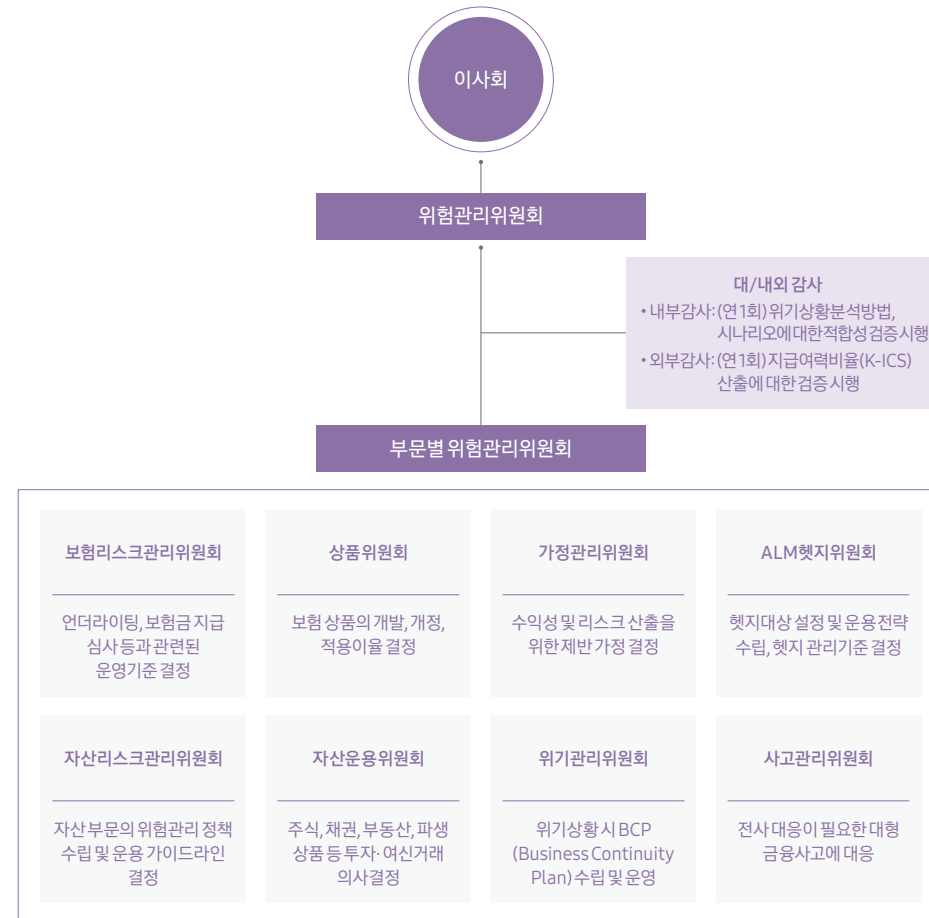 이사회
위험관리위원회
대/내외 감사
• 내부감사: (연 1회) 위기상황분석방법,
시나리오에 대한 적합성 검증 시행
• 외부감사: (연 1회) 지급여력비율(K-ICS)
산출에 대한 검증 시행
부문별 위험관리위원회
보험리스크관리위원회
언더라이팅, 보험금 지급
심사 등과 관련된
운영기준 결정
상품위원회
보험 상품의 개발, 개정,
적용이율 결정
가정관리위원회
수익성 및 리스크 산출을
위한 제반 가정 결정
ALM헷지위원회
헷지대상 설정 및 운용전략
수립, 헷지 관리기준 결정
자산리스크관리위원회
자산 부문의 위험관리 정책
수립 및 운용 가이드라인
결정
자산운용위원회
주식, 채권, 부동산, 파생
상품 등 투자·여신거래
의사결정
위기관리위원회
위기상황 시 BCP
(Business Continuity
Plan) 수립 및 운영
사고관리위원회
전사 대응이 필요한 대형
금융사고에 대응